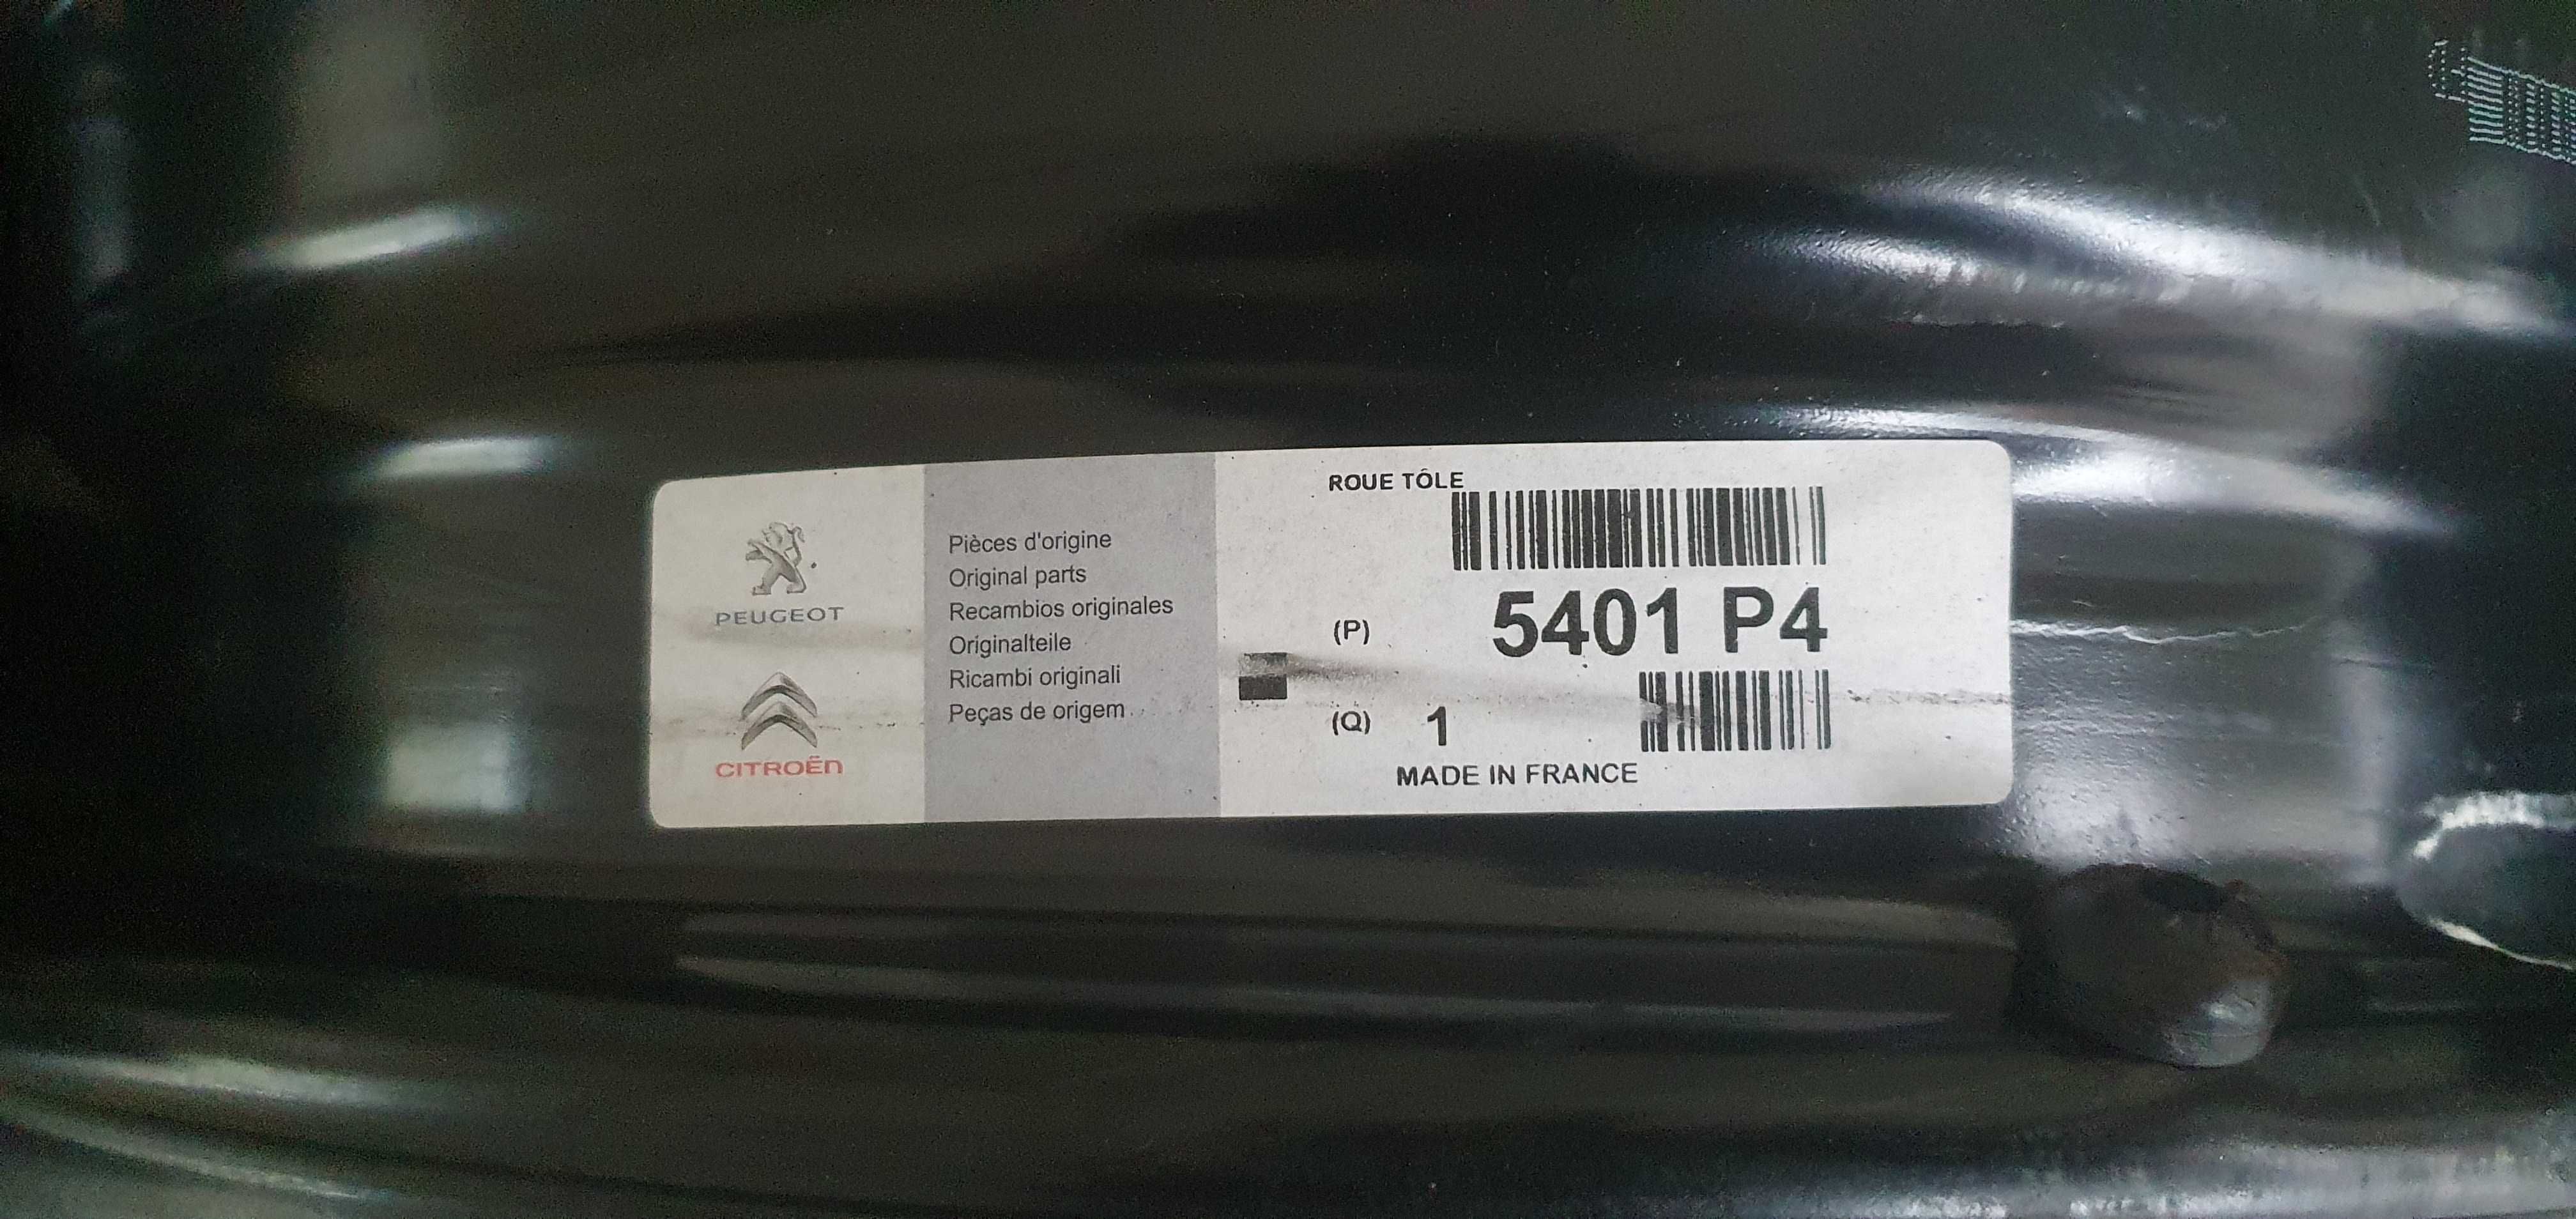 PEUGEOT
CITROËn
Pièces d'origine
Original parts
Recambios originales
Originalteile
Ricambi originali
Peças de origem
ROUE TÔLE
(P) 5401 P4
(Q) 1
MADE IN FRANCE